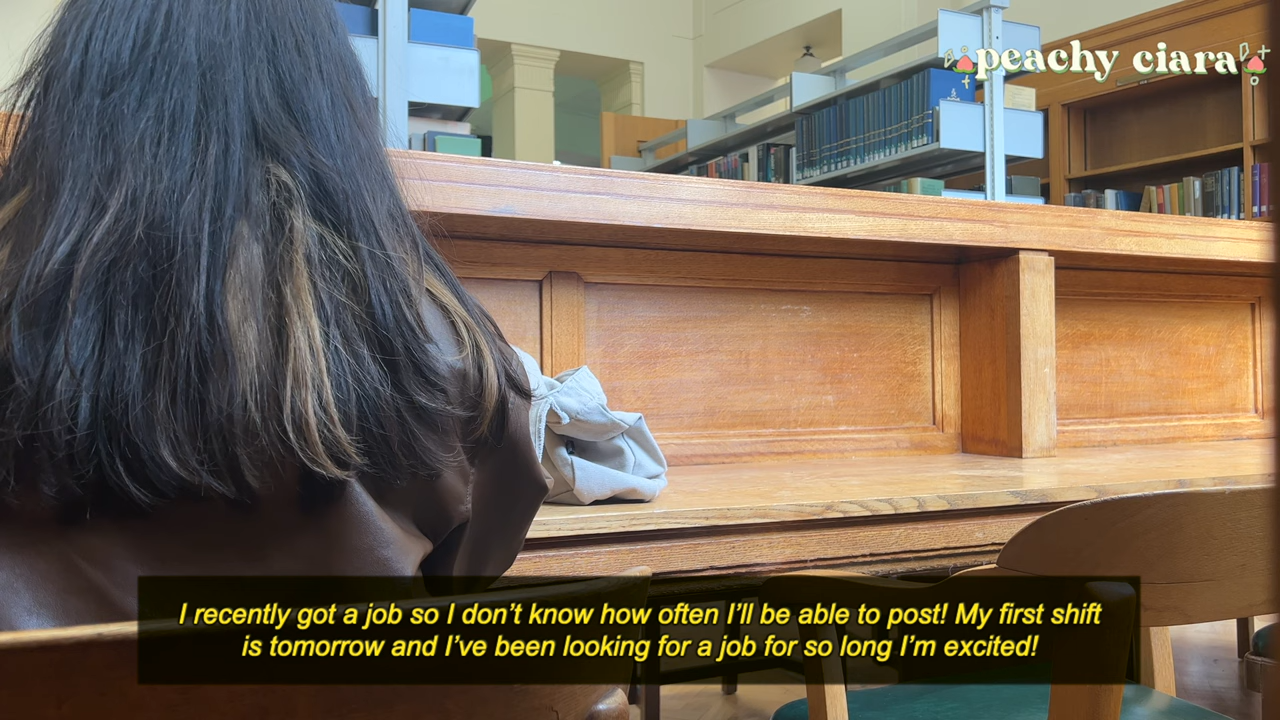 peachy ciara
I recently got a job so I don't know how often I'll be able to post! My first shift
is tomorrow and I've been looking for a job for so long I'm excited!